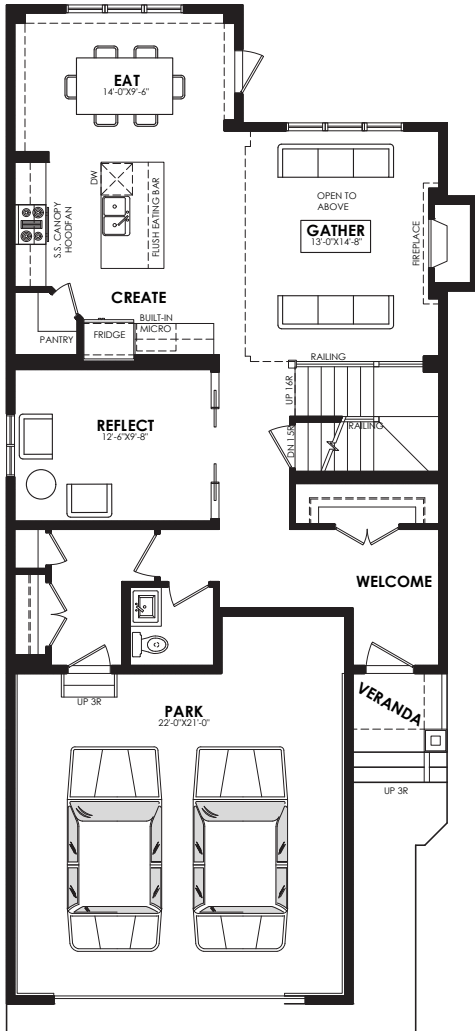 EAT
14'-0"X9'-6"
DW
FLUSH EATING BAR
S.S. CANOPY
HOODFAN
OPEN TO
ABOVE
GATHER
13'-0"X14'-8"
FIREPLACE
CREATE
BUILT-IN
MICRO
FRIDGE
PANTRY
RAILING
UP 16R
RAILING
DN 15R
REFLECT
12'-6"X9'-8"
WELCOME
VERANDA
UP 3R
PARK
22'-0"X21'-0"
UP 3R